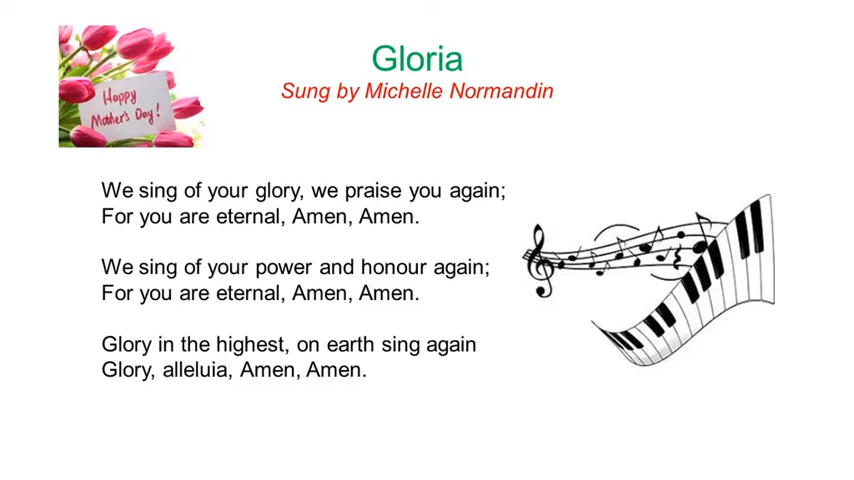 Gloria
Sung by Michelle Normandin
Happy
Mother's Day!
We sing of your glory, we praise you again;
For you are eternal, Amen, Amen.
We sing of your power and honour again;
For you are eternal, Amen, Amen.
Glory in the highest, on earth sing again
Glory, alleluia, Amen, Amen.